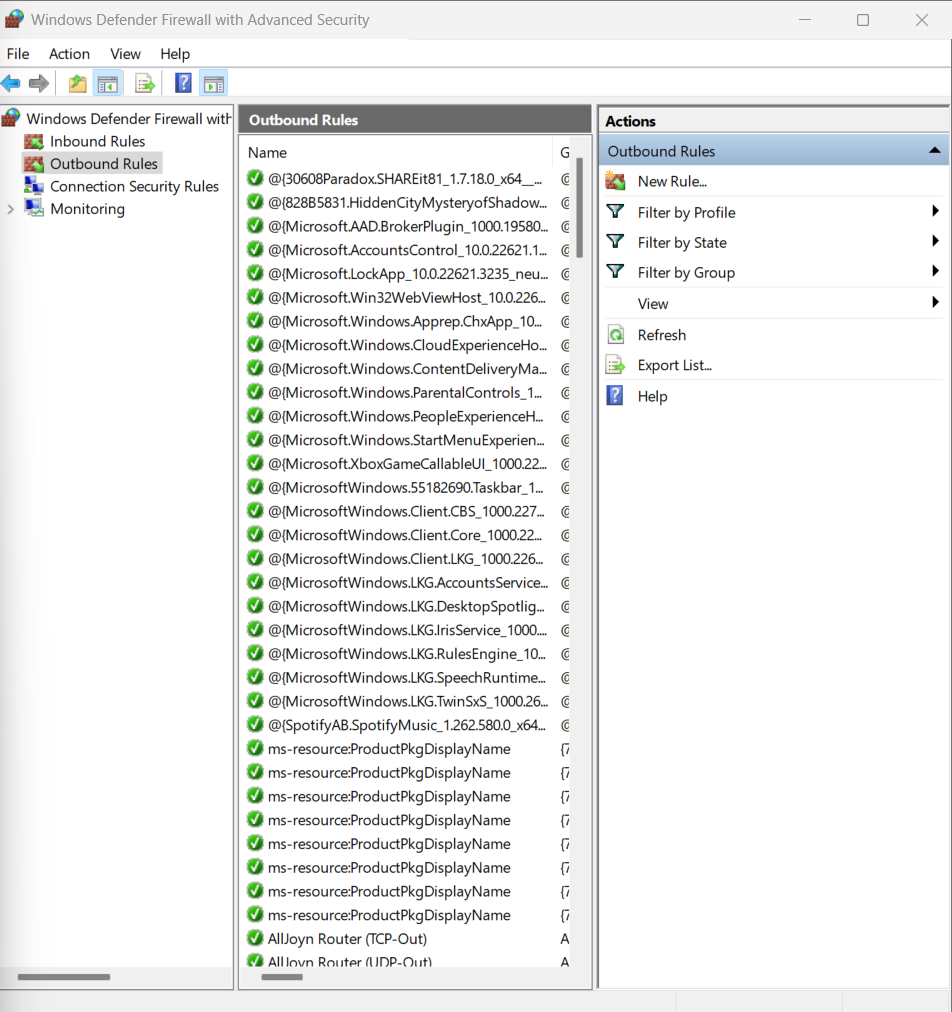 Windows Defender Firewall with Advanced Security
File Action View Help
Windows Defender Firewall with
Inbound Rules
Outbound Rules
Connection Security Rules
Monitoring
Outbound Rules
Name G
@{30608Paradox.SHAREit81_1.7.18.0_x64__... @
@{828B5831.HiddenCityMysteryofShadow... @
@{Microsoft.AAD.BrokerPlugin_1000.19580... @
@{Microsoft.AccountsControl_10.0.22621.1... @
@{Microsoft.LockApp_10.0.22621.3235_neu... @
@{Microsoft.Win32WebViewHost_10.0.226... @
@{Microsoft.Windows.Apprep.ChxApp_10... @
@{Microsoft.Windows.CloudExperienceHo... @
@{Microsoft.Windows.ContentDeliveryMa... @
@{Microsoft.Windows.ParentalControls_1... @
@{Microsoft.Windows.PeopleExperienceH... @
@{Microsoft.Windows.StartMenuExperien... @
@{Microsoft.XboxGameCallableUI_1000.22... @
@{MicrosoftWindows.55182690.Taskbar_1... @
@{MicrosoftWindows.Client.CBS_1000.227... @
@{MicrosoftWindows.Client.Core_1000.22... @
@{MicrosoftWindows.Client.LKG_1000.226... @
@{MicrosoftWindows.LKG.AccountsService... @
@{MicrosoftWindows.LKG.DesktopSpotlig... @
@{MicrosoftWindows.LKG.IrisService_1000.... @
@{MicrosoftWindows.LKG.RulesEngine_10... @
@{MicrosoftWindows.LKG.SpeechRuntime... @
@{MicrosoftWindows.LKG.TwinSxS_1000.26... @
@{SpotifyAB.SpotifyMusic_1.262.580.0_x64... @
ms-resource:ProductPkgDisplayName {7
ms-resource:ProductPkgDisplayName {7
ms-resource:ProductPkgDisplayName {7
ms-resource:ProductPkgDisplayName {7
ms-resource:ProductPkgDisplayName {7
ms-resource:ProductPkgDisplayName {7
ms-resource:ProductPkgDisplayName {7
ms-resource:ProductPkgDisplayName {7
AllJoyn Router (TCP-Out) A
AllJoyn Router (UDP-Out) A
Actions
Outbound Rules
New Rule...
Filter by Profile
Filter by State
Filter by Group
View
Refresh
Export List...
Help